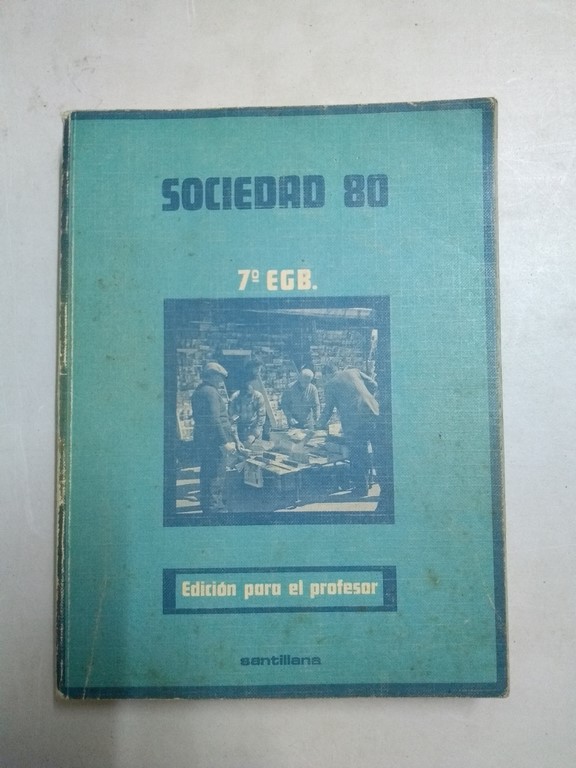 SOCIEDAD 80
7º EGB.
Edición para el profesor
santillana